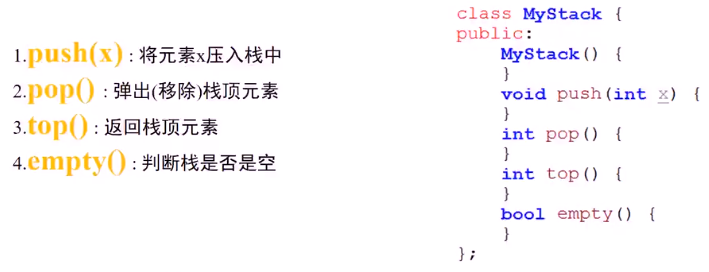 1.push(x) : 将元素x压入栈中
2.pop() : 弹出(移除)栈顶元素
3.top() : 返回栈顶元素
4.empty() : 判断栈是否是空
class MyStack {
public:
    MyStack() {
    }
    void push(int x) {
    }
    int pop() {
    }
    int top() {
    }
    bool empty() {
    }
};